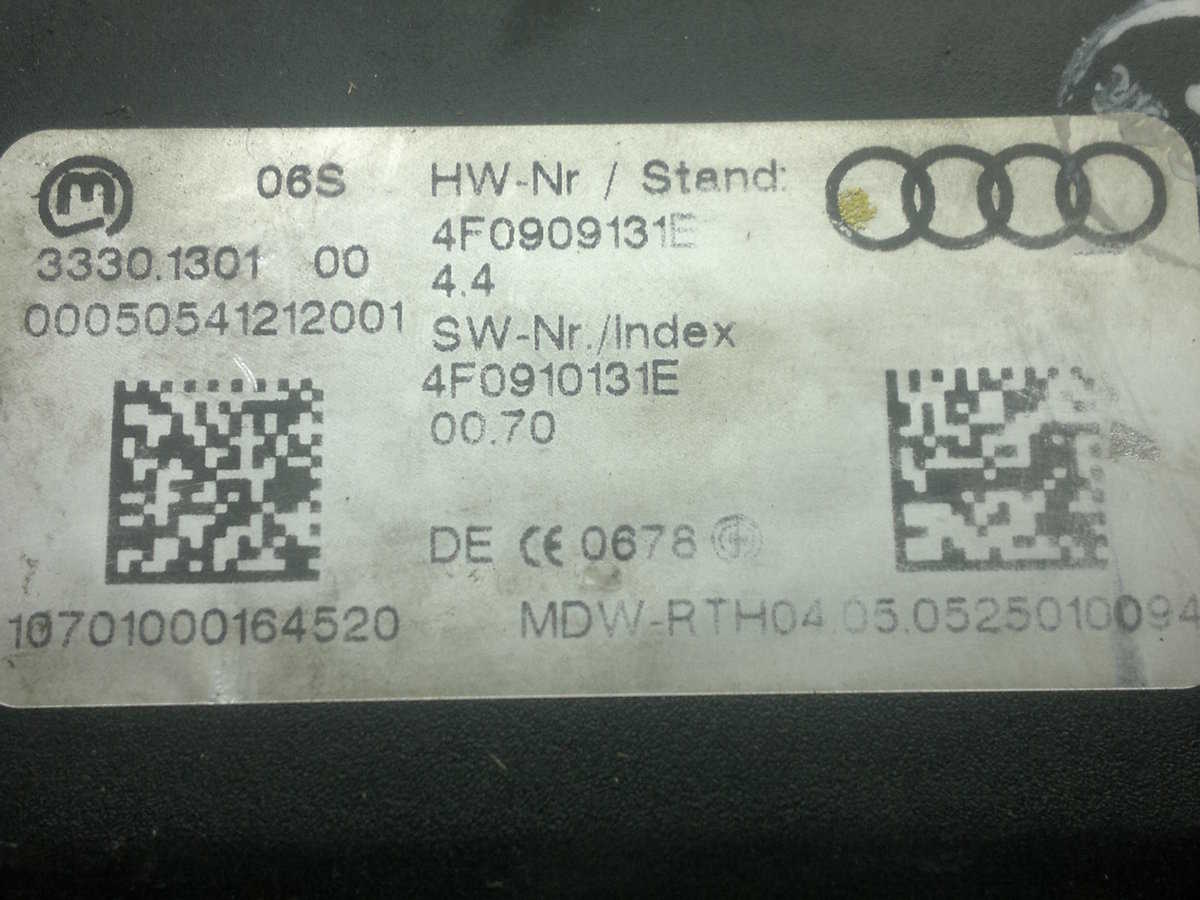 06S
3330.1301 00
00050541212001
HW-Nr / Stand:
4F0909131E
4.4
SW-Nr./Index
4F0910131E
00.70
DE CE 0678
10701000164520
MDW-RTH04.05.0525010094